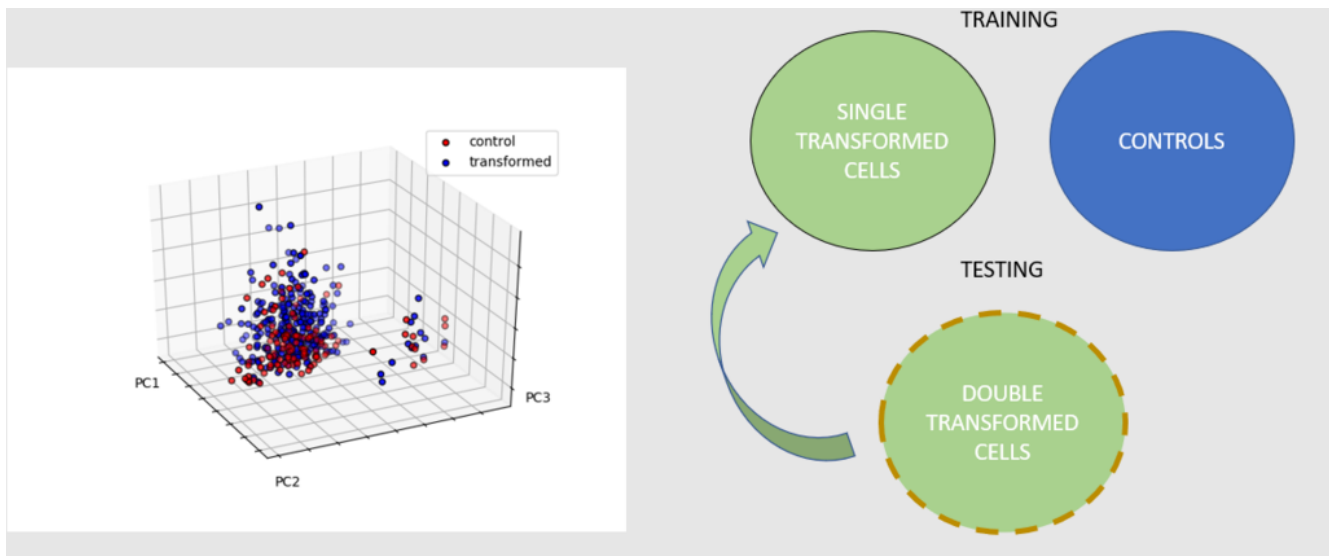 control
transformed
PC1
PC2
PC3
TRAINING
SINGLE
TRANSFORMED
CELLS
CONTROLS
TESTING
DOUBLE
TRANSFORMED
CELLS